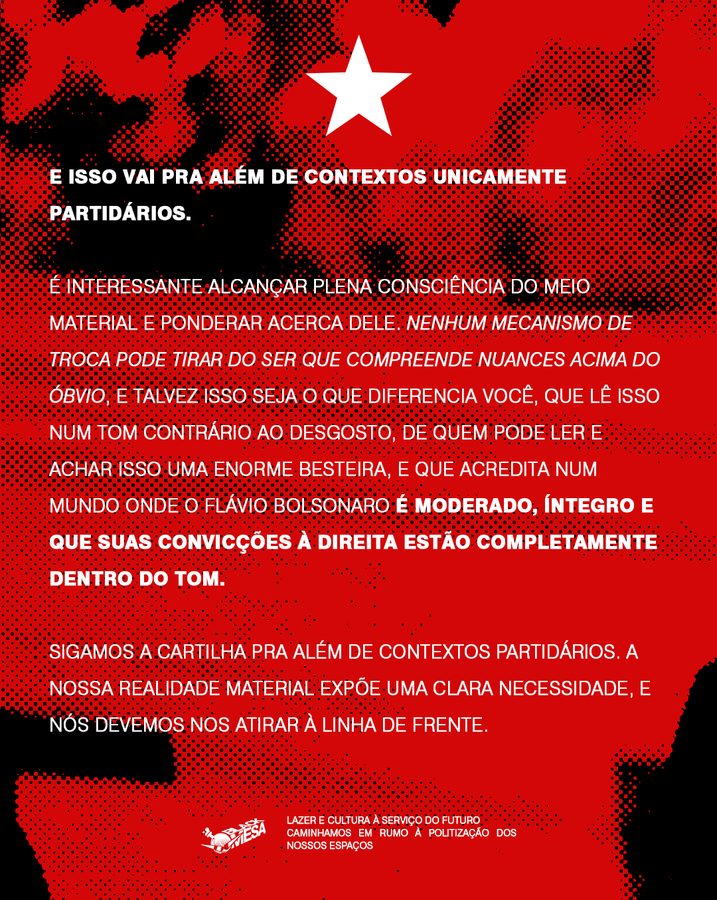 E ISSO VAI PRA ALÉM DE CONTEXTOS UNICAMENTE
PARTIDÁRIOS.
É INTERESSANTE ALCANÇAR PLENA CONSCIÊNCIA DO MEIO
MATERIAL E PONDERAR ACERCA DELE. NENHUM MECANISMO DE
TROCA PODE TIRAR DO SER QUE COMPREENDE NUANCES ACIMA DO
ÓBVIO, E TALVEZ ISSO SEJA O QUE DIFERENCIA VOCÊ, QUE LÊ ISSO
NUM TOM CONTRÁRIO AO DESGOSTO, DE QUEM PODE LER E
ACHAR ISSO UMA ENORME BESTEIRA, E QUE ACREDITA NUM
MUNDO ONDE O FLÁVIO BOLSONARO É MODERADO, ÍNTEGRO E
QUE SUAS CONVICÇÕES À DIREITA ESTÃO COMPLETAMENTE
DENTRO DO TOM.
SIGAMOS A CARTILHA PRA ALÉM DE CONTEXTOS PARTIDÁRIOS. A
NOSSA REALIDADE MATERIAL EXPÕE UMA CLARA NECESSIDADE, E
NÓS DEVEMOS NOS ATIRAR À LINHA DE FRENTE.
MESA
LAZER E CULTURA À SERVIÇO DO FUTURO
CAMINHAMOS EM RUMO À POLITIZAÇÃO DOS
NOSSOS ESPAÇOS